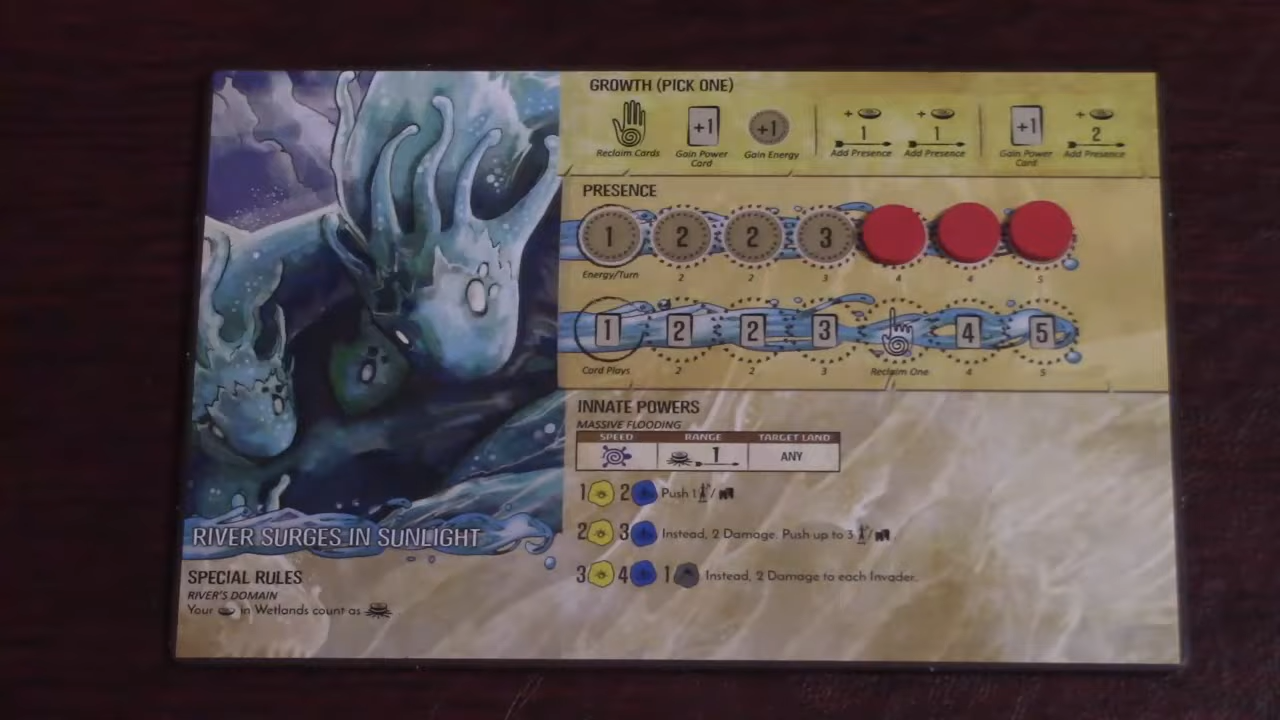 GROWTH (PICK ONE)
+1 +1 + + +1 +
1 1 2
Reclaim Cards Gain Power Card Gain Energy Add Presence Add Presence Gain Power Card Add Presence
PRESENCE
1 2 2 3
Energy/Turn 2 2 3 4 4 5
1 2 2 3 4 5
Card Plays 2 2 3 Reclaim One 4 5
INNATE POWERS
MASSIVE FLOODING
SPEED RANGE TARGET LAND
1 ANY
1 2 Push 1 /
2 3 Instead, 2 Damage. Push up to 3 / .
3 4 1 Instead, 2 Damage to each Invader.
RIVER SURGES IN SUNLIGHT
SPECIAL RULES
RIVER'S DOMAIN
Your in Wetlands count as .